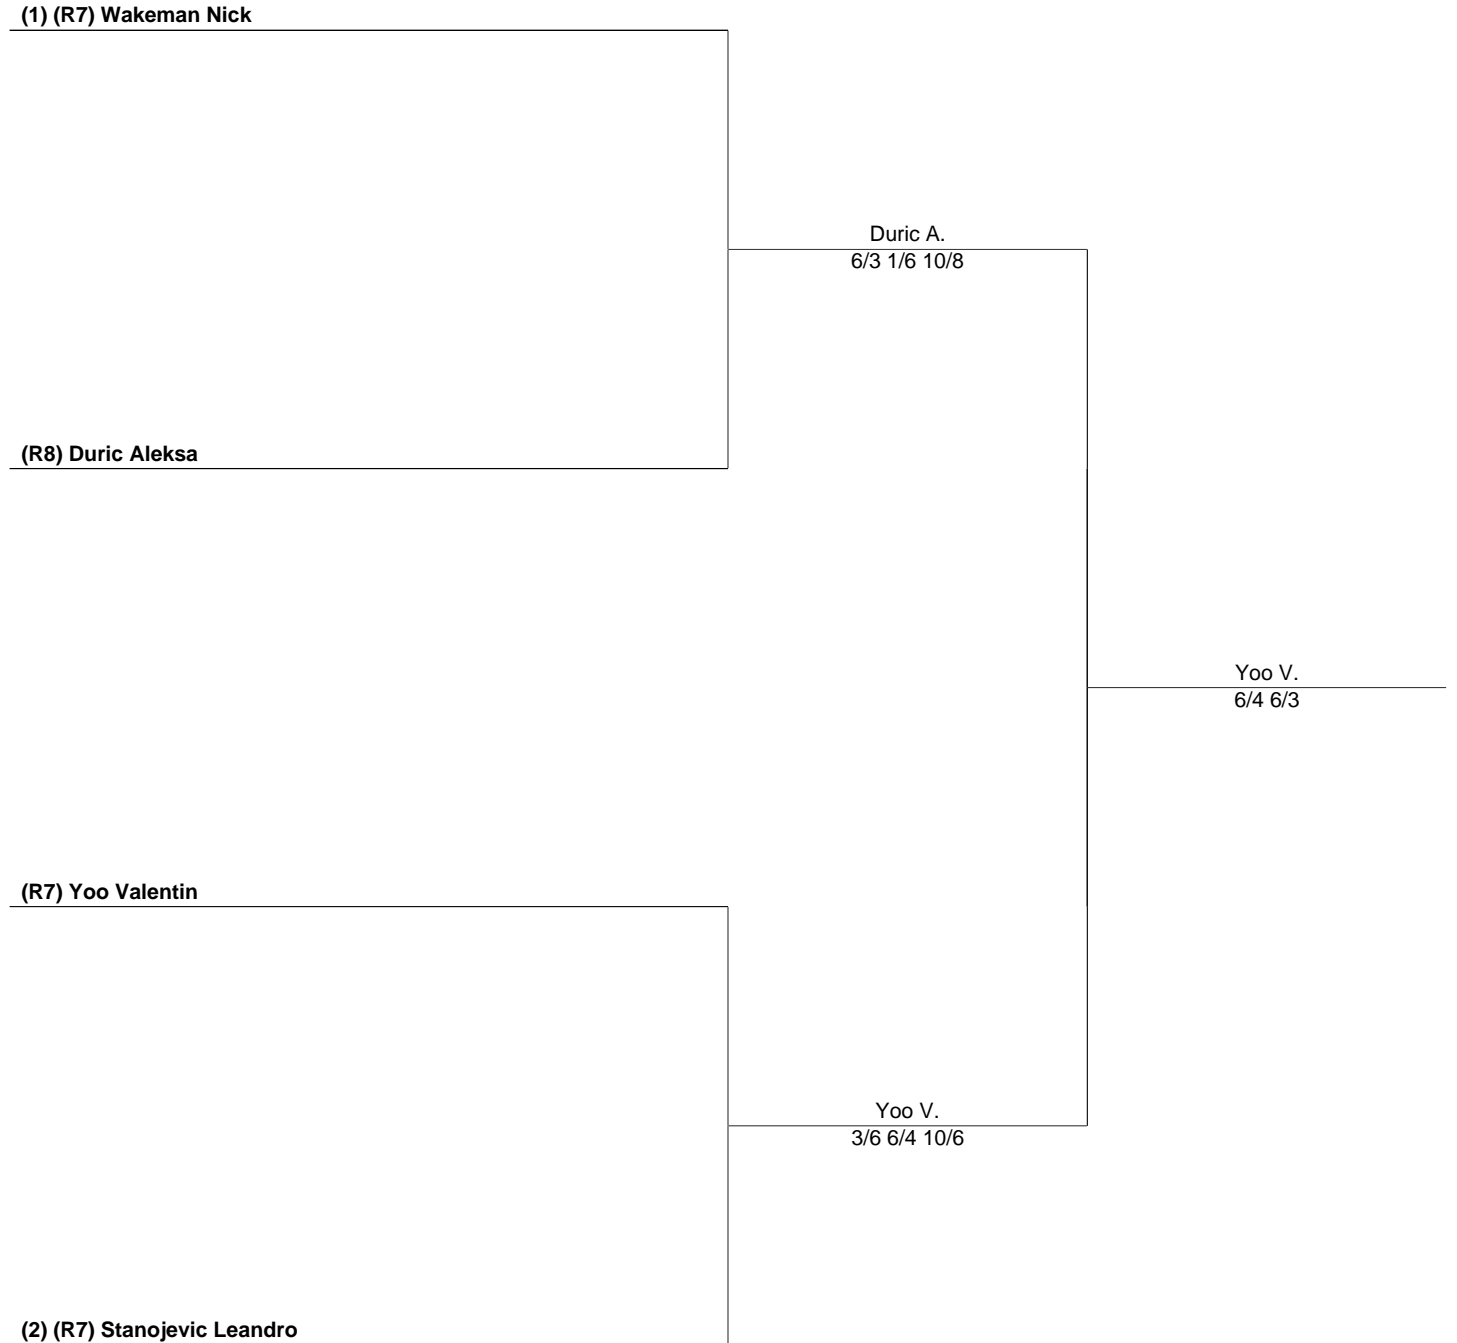 (1) (R7) Wakeman Nick
Duric A.
6/3 1/6 10/8
(R8) Duric Aleksa
Yoo V.
6/4 6/3
(R7) Yoo Valentin
Yoo V.
3/6 6/4 10/6
(2) (R7) Stanojevic Leandro